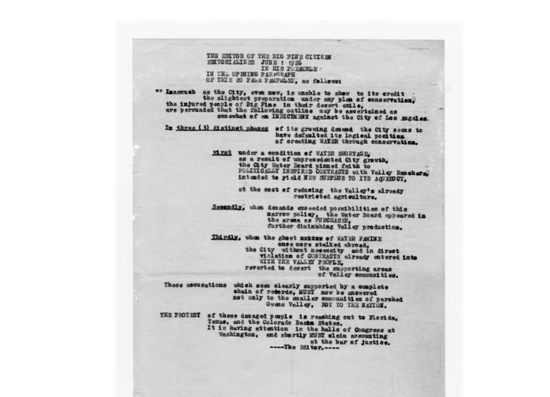 THE EDITOR OF THE BIG PINE CITIZEN
EDITORIALIZES JUNE 1 1926
IN HIS PREAMBLE -
IN THE OPENING PARAGRAPH
OF THIS 20 PAGE PAMPHLET, as follows:
"" Inasmuch as the City, even now, is unable to show to its credit
the slightest preparation under any plan of conservation,
the injured people of Big Pine in their desert exile,
are persuaded that the following outline may be ascertained as
somewhat of an INDICTMENT against the City of Los Angeles.
In three (3) distinct phases of its growing demand the City seems to
have defaulted its logical position
of creating WATER through conservation.
First under a condition of WATER SHORTAGE,
as a result of unprecedented City growth,
the City Water Board pinned faith to
POLITICALLY INSPIRED CONTRACTS with Valley Ranchers,
intended to yield NEW SURPLUS TO ITS AQUEDUCT,
at the cost of reducing the Valley's already
restricted agriculture.
Secondly, when demands exceeded possibilities of this
narrow policy, the Water Board appeared in
the arena as PURCHASER,
further diminishing Valley production.
Thirdly, when the ghost xxxxxx of WATER FAMINE
once more stalked abroad,
the City without necessity and in direct
violation of CONTRACTS already entered into
WITH THE VALLEY PEOPLE,
reverted to desert the supporting areas
of Valley communities.
These accusations which seem clearly supported by a complete
chain of records, MUST now be answered
not only to the smaller communities of parched
Owens Valley, BUT TO THE NATION.
THE PROTEST of these damaged people is reaching out to Florida,
Texas, and the Colorado Basin States.
It is having attention in the halls of Congress at
Washington, and shortly MUST claim accounting
at the bar of justice.
----The Editor.----